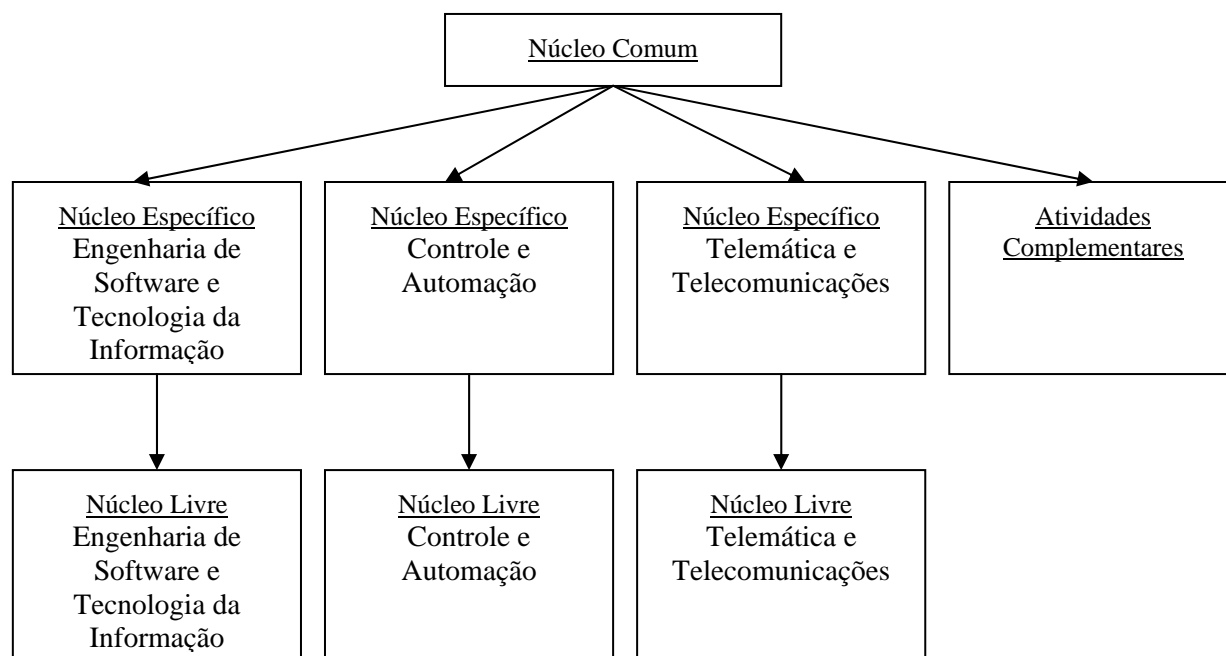 Núcleo Comum
Núcleo Específico
Engenharia de
Software e
Tecnologia da
Informação
Núcleo Específico
Controle e
Automação
Núcleo Específico
Telemática e
Telecomunicações
Atividades
Complementares
Núcleo Livre
Engenharia de
Software e
Tecnologia da
Informação
Núcleo Livre
Controle e
Automação
Núcleo Livre
Telemática e
Telecomunicações